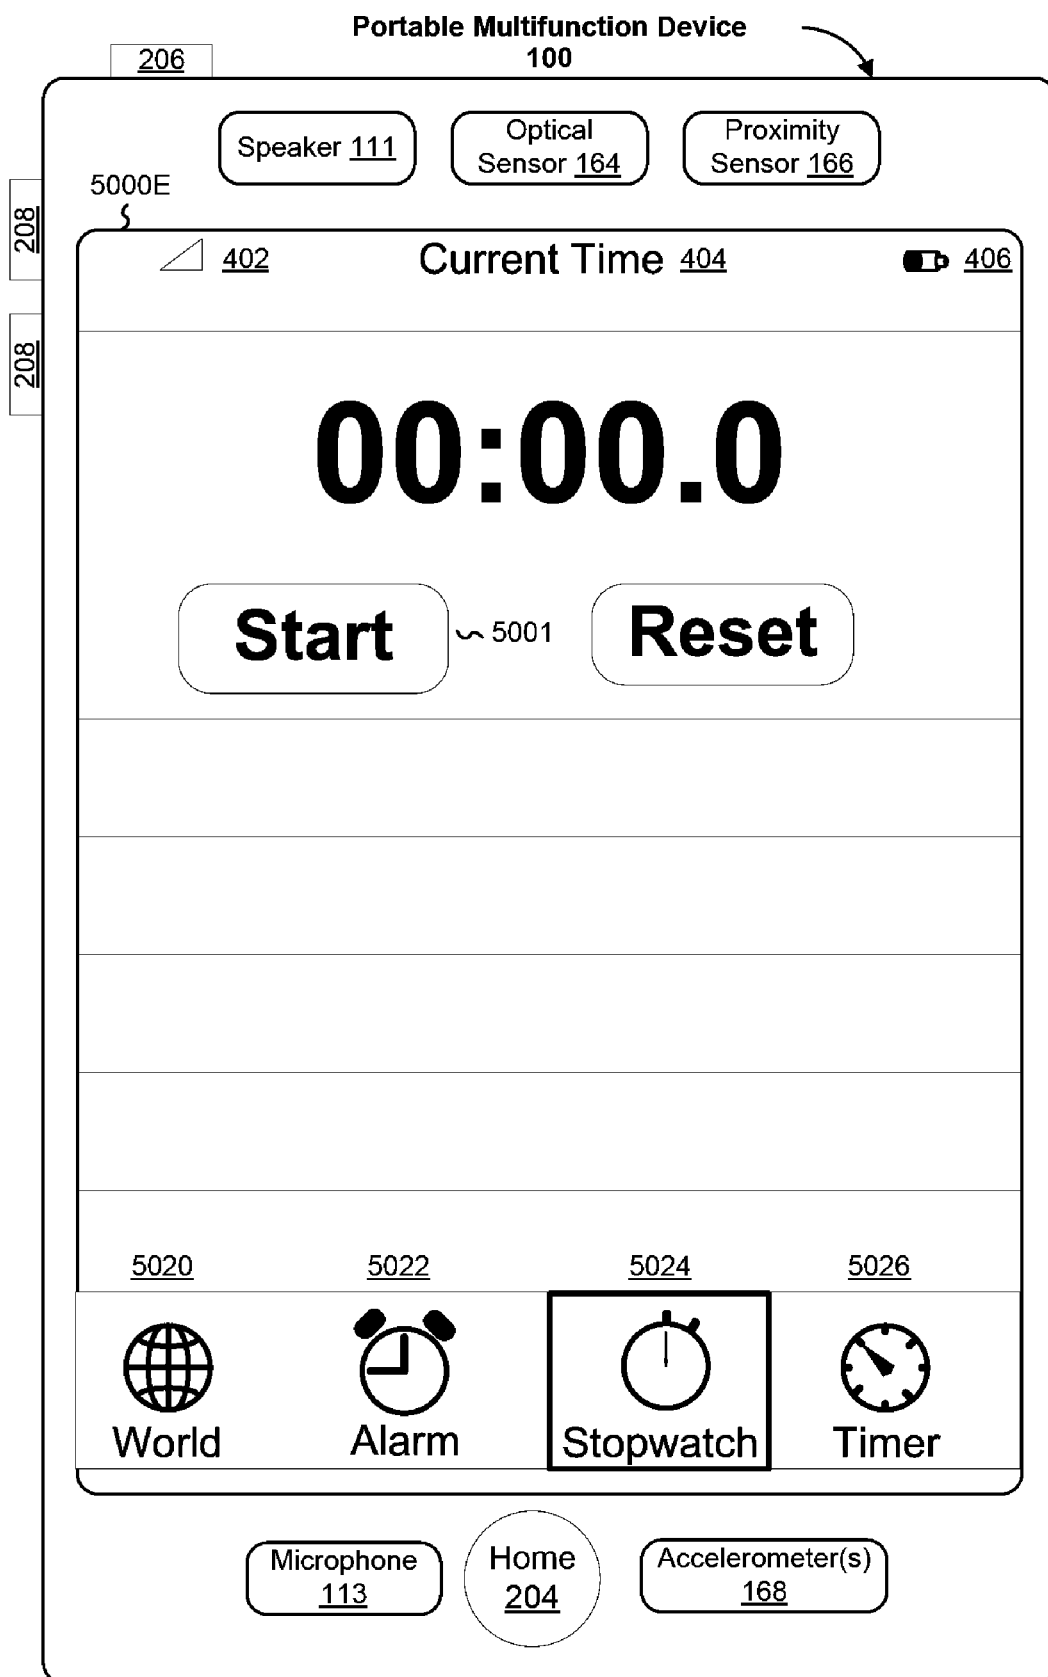 Portable Multifunction Device
100
206
Speaker 111
Optical
Sensor 164
Proximity
Sensor 166
5000E
208
208
402
Current Time 404
406
00:00.0
Start
5001
Reset
5020
5022
5024
5026
World
Alarm
Stopwatch
Timer
Microphone
113
Home
204
Accelerometer(s)
168